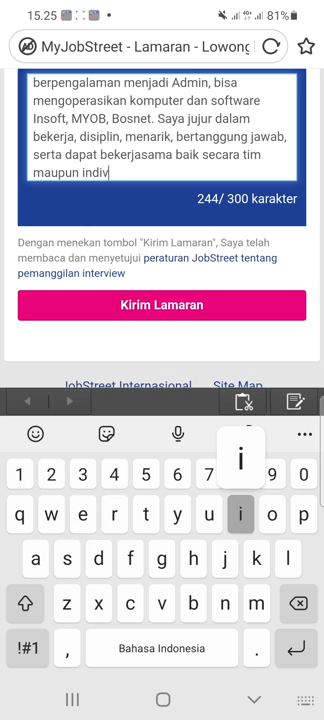 15.25
81%
MyJobStreet - Lamaran - Lowong
berpengalaman menjadi Admin, bisa
mengoperasikan komputer dan software
Insoft, MYOB, Bosnet. Saya jujur dalam
bekerja, disiplin, menarik, bertanggung jawab,
serta dapat bekerjasama baik secara tim
maupun indiv
244/ 300 karakter
Dengan menekan tombol "Kirim Lamaran", Saya telah
membaca dan menyetujui peraturan JobStreet tentang
pemanggilan interview
Kirim Lamaran
JobStreet Internasional Site Map
i
1 2 3 4 5 6 7 9 0
q w e r t y u i o p
a s d f g h j k l
z x c v b n m
!#1 , Bahasa Indonesia .